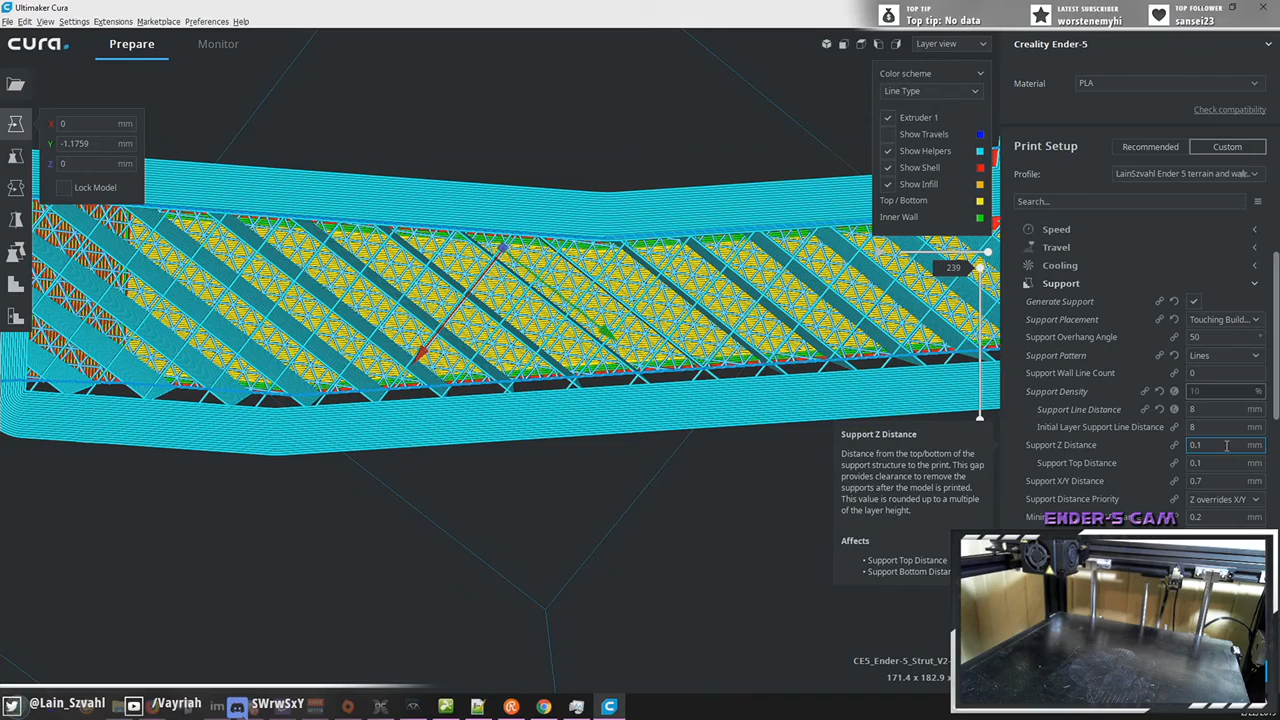 Ultimaker Cura
File Edit View Settings Extensions Marketplace Preferences Help
TOP TIP
Top tip: No data
LATEST SUBSCRIBER
worstenemyhi
TOP FOLLOWER
sansei23
cura.
Prepare
Monitor
Layer view
Creality Ender-5
Color scheme
Line Type
Extruder 1
Show Travels
Show Helpers
Show Shell
Show Infill
Top / Bottom
Inner Wall
X 0 mm
Y -1.1759 mm
Z 0 mm
Lock Model
239
Material PLA
Check compatibility
Print Setup Recommended Custom
Profile: LainSzvahl Ender 5 terrain and
Search...
Speed
Travel
Cooling
Support
Generate Support
Support Placement Touching Build...
Support Overhang Angle 50 °
Support Pattern Lines
Support Wall Line Count 0
Support Density 10 %
Support Line Distance 8 mm
Initial Layer Support Line Distance 8 mm
Support Z Distance 0.1 mm
Support Top Distance 0.1 mm
Support X/Y Distance 0.7 mm
Support Distance Priority Z overrides X/Y
0.2 mm
Support Z Distance
Distance from the top/bottom of the
support structure to the print. This gap
provides clearance to remove the
supports after the model is printed.
This value is rounded up to a multiple
of the layer height.
Affects
• Support Top Distance
• Support Bottom
ENDER-5 CAM
CE5_Ender-5_Strut_V2-
171.4 x 182.9
@Lain_Szvahl
/Vayriah
SWrwSxY